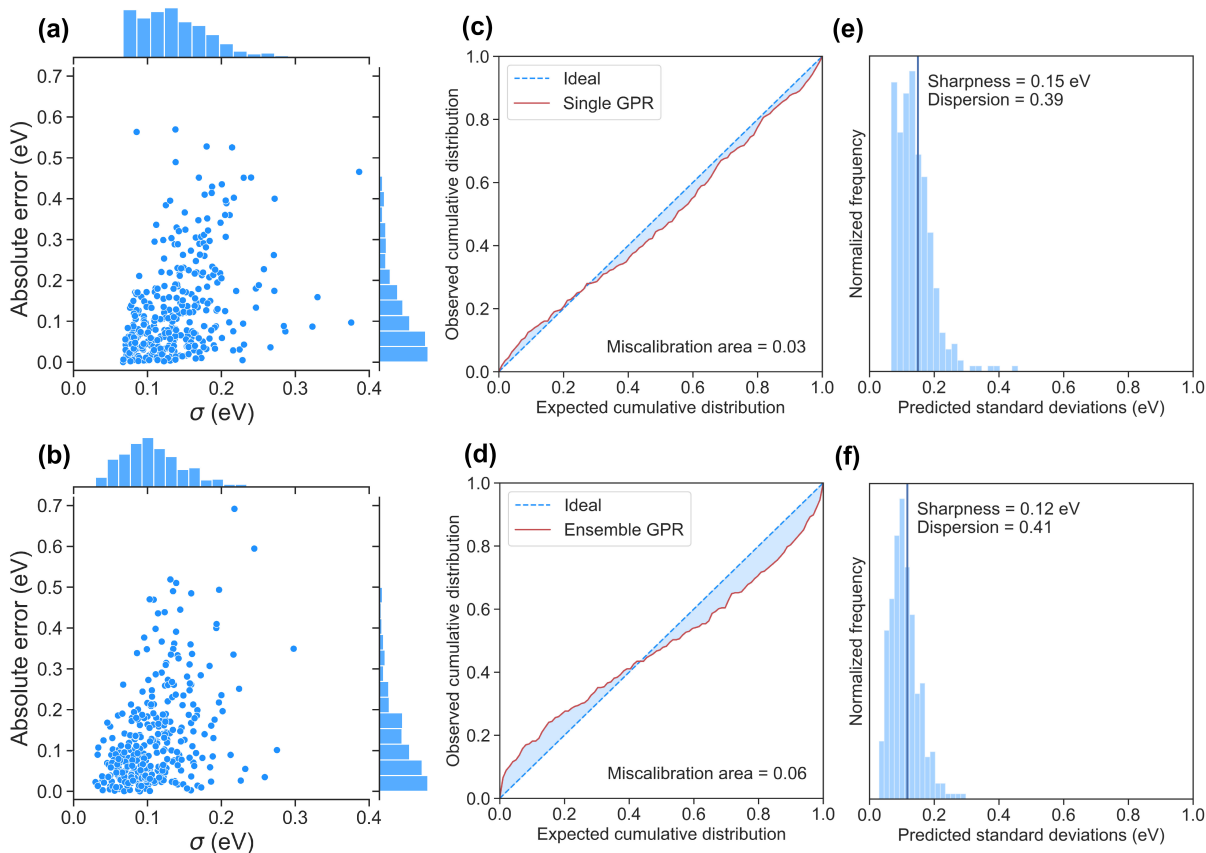 (a)
0.7
0.6
0.5
0.4
0.3
0.2
0.1
0.0
Absolute error (eV)
0.0 0.1 0.2 0.3 0.4
σ (eV)
(c)
1.0
0.8
0.6
0.4
0.2
0.0
Observed cumulative distribution
Ideal
Single GPR
Miscalibration area = 0.03
0.0 0.2 0.4 0.6 0.8 1.0
Expected cumulative distribution
(e)
Normalized frequency
Sharpness = 0.15 eV
Dispersion = 0.39
0.0 0.2 0.4 0.6 0.8 1.0
Predicted standard deviations (eV)
(b)
0.7
0.6
0.5
0.4
0.3
0.2
0.1
0.0
Absolute error (eV)
0.0 0.1 0.2 0.3 0.4
σ (eV)
(d)
1.0
0.8
0.6
0.4
0.2
0.0
Observed cumulative distribution
Ideal
Ensemble GPR
Miscalibration area = 0.06
0.0 0.2 0.4 0.6 0.8 1.0
Expected cumulative distribution
(f)
Normalized frequency
Sharpness = 0.12 eV
Dispersion = 0.41
0.0 0.2 0.4 0.6 0.8 1.0
Predicted standard deviations (eV)